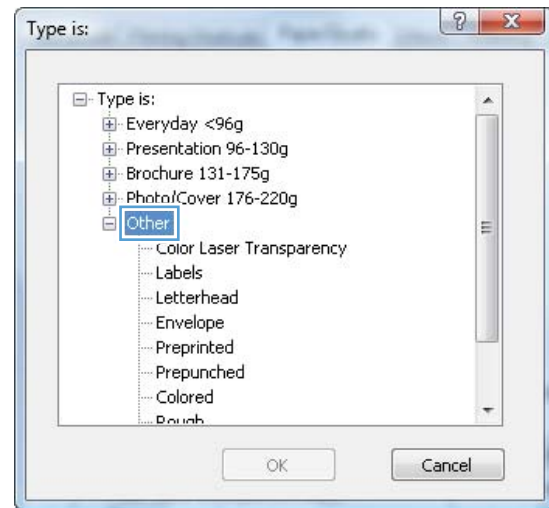 Type is:
Type is:
Everyday <96g
Presentation 96-130g
Brochure 131-175g
Photo/Cover 176-220g
Other
Color Laser Transparency
Labels
Letterhead
Envelope
Preprinted
Prepunched
Colored
Rough
OK
Cancel